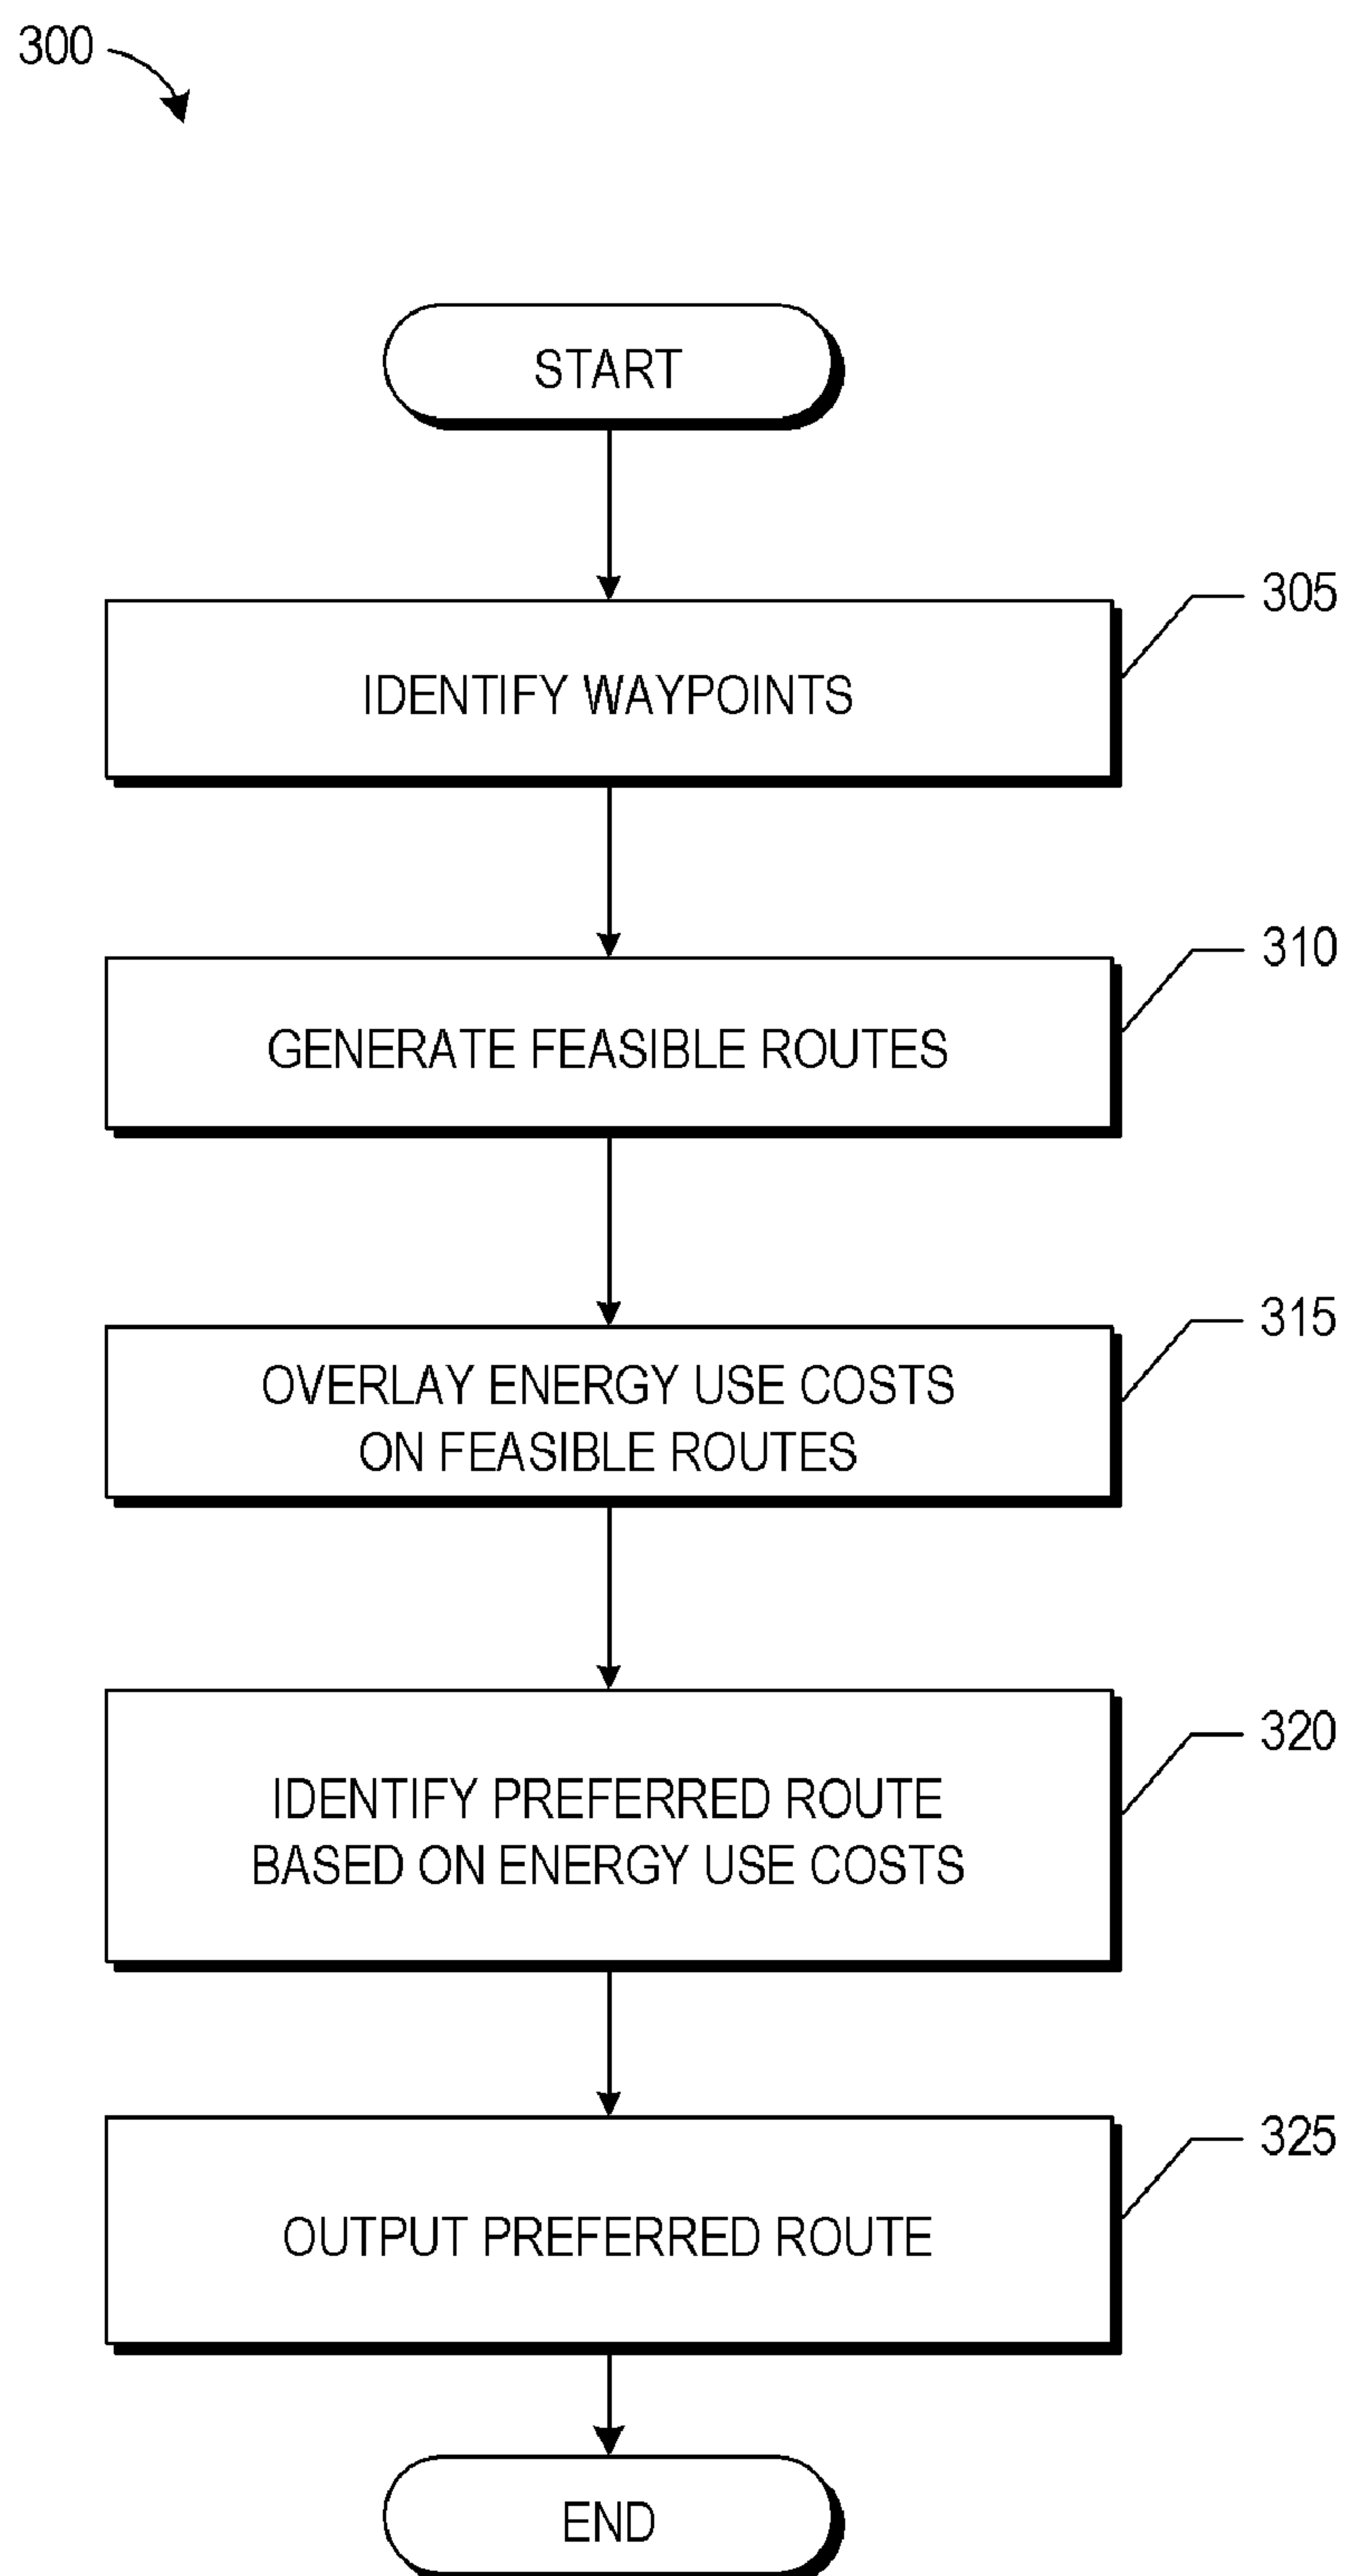 300
START
305
IDENTIFY WAYPOINTS
310
GENERATE FEASIBLE ROUTES
315
OVERLAY ENERGY USE COSTS
ON FEASIBLE ROUTES
320
IDENTIFY PREFERRED ROUTE
BASED ON ENERGY USE COSTS
325
OUTPUT PREFERRED ROUTE
END